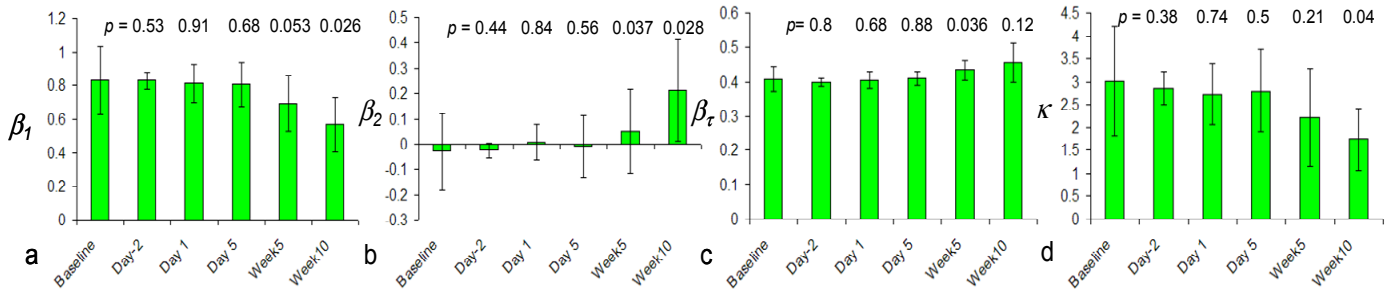 p = 0.53 0.91 0.68 0.053 0.026
1.2
1
0.8
0.6
0.4
0.2
0
β1
Baseline
Day-2
Day 1
Day 5
Week5
Week10
a
p = 0.44 0.84 0.56 0.037 0.028
0.5
0.4
0.3
0.2
0.1
0
-0.1
-0.2
0.3
β2
Baseline
Day-2
Day 1
Day 5
Week5
Week10
b
p= 0.8 0.68 0.88 0.036 0.12
0.6
0.5
0.4
0.3
0.2
0.1
0
βτ
Baseline
Day-2
Day 1
Day 5
Week5
Week10
c
p = 0.38 0.74 0.5 0.21 0.04
4.5
4
3.5
3
2.5
2
1.5
1
0.5
0
κ
Baseline
Day-2
Day 1
Day 5
Week5
Week10
d